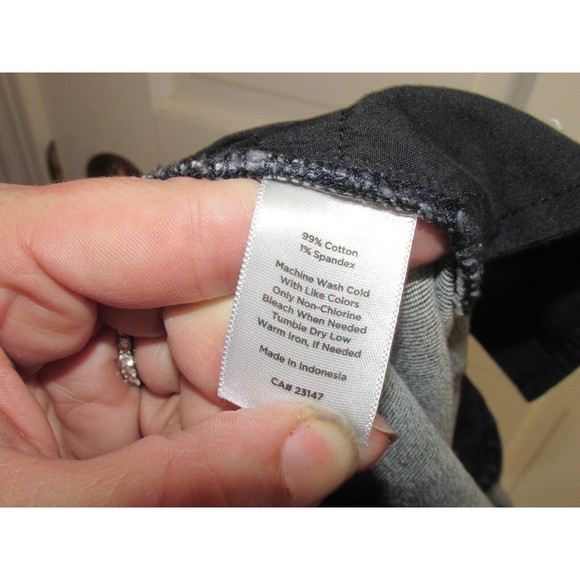 99% Cotton
1% Spandex
Machine Wash Cold
With Like Colors
Only Non-Chlorine
Bleach When Needed
Tumble Dry Low
Warm Iron, If Needed
Made in Indonesia
CA# 23147